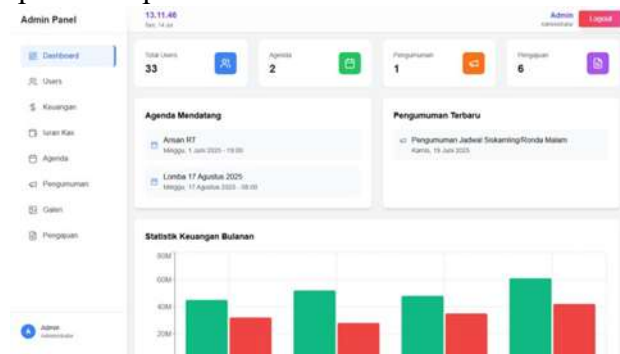 Admin Panel
Dashboard
Users
Keuangan
Iuran Kas
Agenda
Pengumuman
Galeri
Pengajuan
Admin
Administrator
13.11.46
Admin
Administrator
Logout
Total Users
33
Agenda
2
Pengumuman
1
Pengajuan
6
Agenda Mendatang
Arisan RT
Minggu, 1 Juni 2025 - 19:00
Lomba 17 Agustus 2025
Minggu, 17 Agustus 2025 - 08:00
Pengumuman Terbaru
Pengumuman Jadwal Siskamling/Ronda Malam
Kamis, 19 Juni 2025
Statistik Keuangan Bulanan
80M
60M
40M
20M